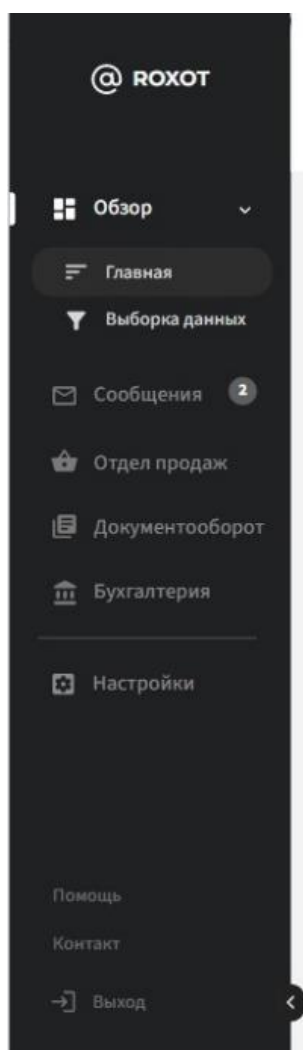 @ ROXOT
Обзор
Главная
Выборка данных
Сообщения 2
Отдел продаж
Документооборот
Бухгалтерия
Настройки
Помощь
Контакт
Выход